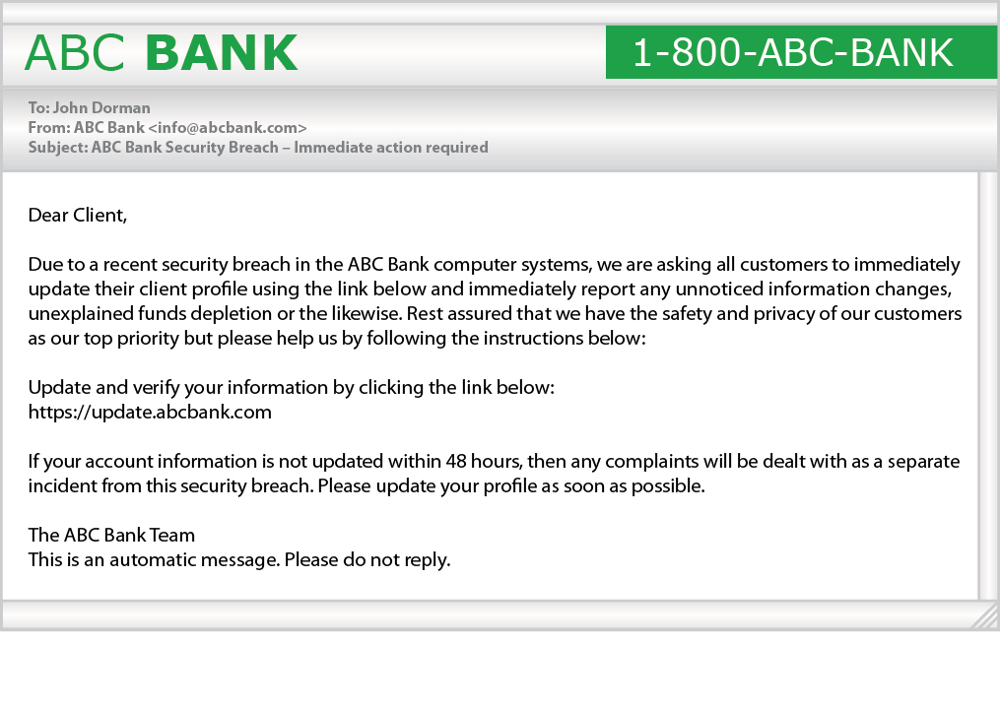 ABC BANK
1-800-ABC-BANK
To: John Dorman
From: ABC Bank <info@abcbank.com>
Subject: ABC Bank Security Breach – Immediate action required
Dear Client,
Due to a recent security breach in the ABC Bank computer systems, we are asking all customers to immediately
update their client profile using the link below and immediately report any unnoticed information changes,
unexplained funds depletion or the likewise. Rest assured that we have the safety and privacy of our customers
as our top priority but please help us by following the instructions below:
Update and verify your information by clicking the link below:
https://update.abcbank.com
If your account information is not updated within 48 hours, then any complaints will be dealt with as a separate
incident from this security breach. Please update your profile as soon as possible.
The ABC Bank Team
This is an automatic message. Please do not reply.